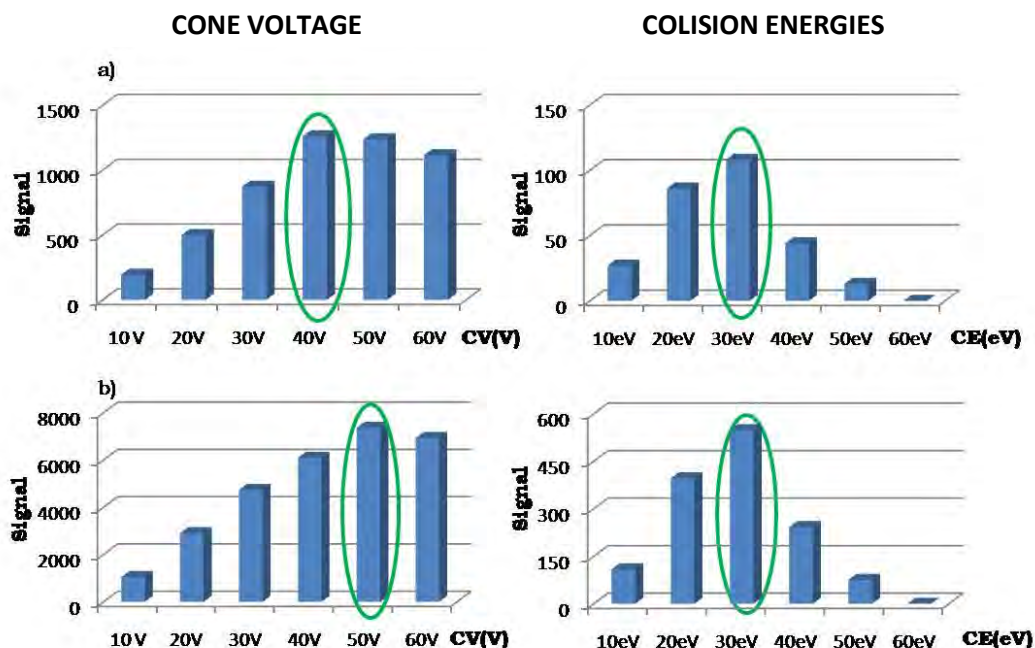 CONE VOLTAGE COLISION ENERGIES
a)
1500
1000
500
0
Signal
10V 20V 30V 40V 50V 60V CV(V)
150
100
50
0
Signal
10eV 20eV 30eV 40eV 50eV 60eV CE(eV)
b)
8000
6000
4000
2000
0
Signal
10V 20V 30V 40V 50V 60V CV(V)
600
450
300
150
0
Signal
10eV 20eV 30eV 40eV 50eV 60eV CE(eV)